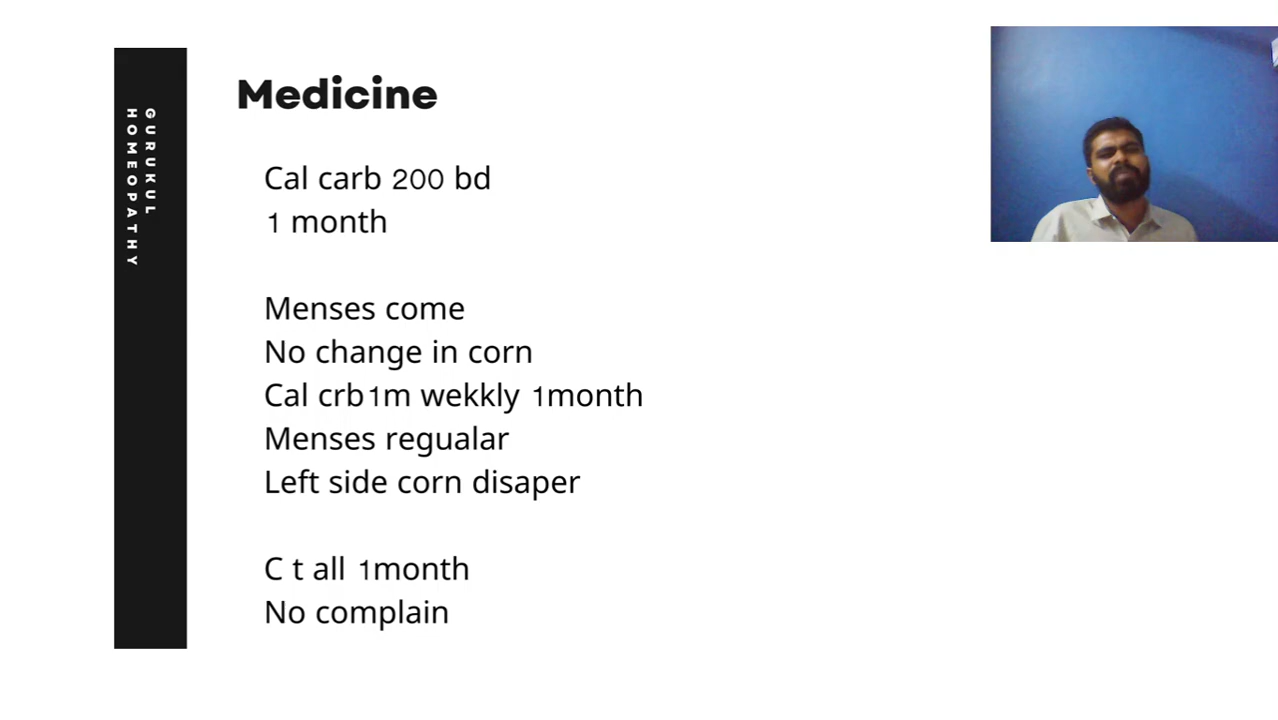 GURUKUL
HOMEOPATHY
Medicine
Cal carb 200 bd
1 month
Menses come
No change in corn
Cal crb1m wekkly 1month
Menses regualar
Left side corn disaper
C t all 1month
No complain